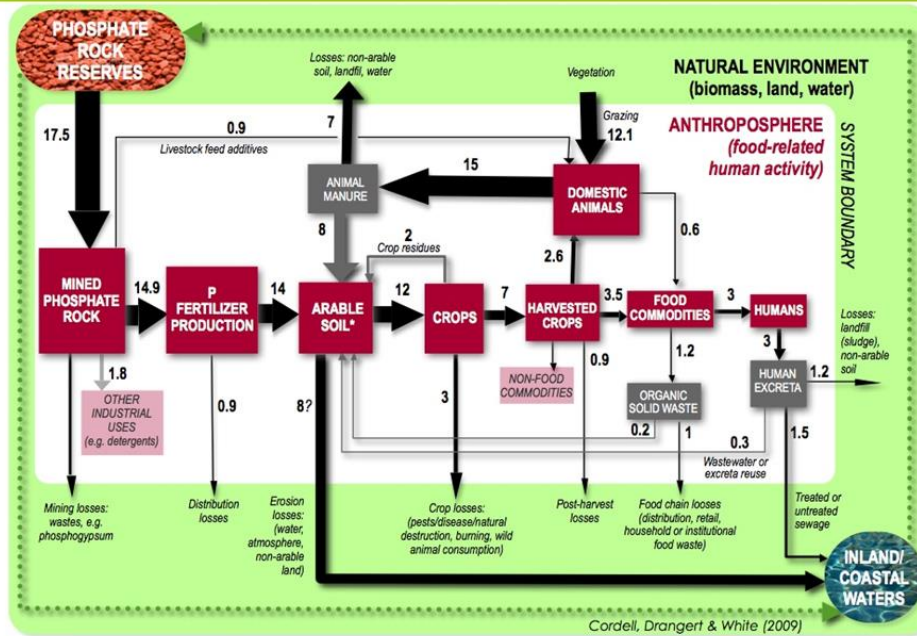 PHOSPHATE
ROCK
RESERVES
Losses: non-arable
soil, landfil, water
Vegetation
NATURAL ENVIRONMENT
(biomass, land, water)
17.5
0.9
Livestock feed additives
7
Grazing
12.1
ANTHROPOSPHERE
(food-related
human activity)
SYSTEM BOUNDARY
ANIMAL
MANURE
15
DOMESTIC
ANIMALS
8
2
Crop residues
2.6
0.6
MINED
PHOSPHATE
ROCK
14.9
P
FERTILIZER
PRODUCTION
14
ARABLE
SOIL*
12
CROPS
7
HARVESTED
CROPS
3.5
FOOD
COMMODITIES
3
HUMANS
1.8
OTHER
INDUSTRIAL
USES
(e.g. detergents)
0.9
8?
3
NON-FOOD
COMMODITIES
0.9
1.2
ORGANIC
SOLID WASTE
0.2
1
3
HUMAN
EXCRETA
1.2
Losses:
landfill
(sludge),
non-arable
soil
0.3
Wastewater or
excreta reuse
1.5
Mining losses:
wastes, e.g.
phosphogypsum
Distribution
losses
Erosion
losses:
(water,
atmosphere,
non-arable
land)
Crop losses:
(pests/disease/natural
destruction, burning, wild
animal consumption)
Post-harvest
losses
Food chain losses
(distribution, retail,
household or institutional
food waste)
Treated or
untreated
sewage
INLAND/
COASTAL
WATERS
Cordell, Drangert & White (2009)